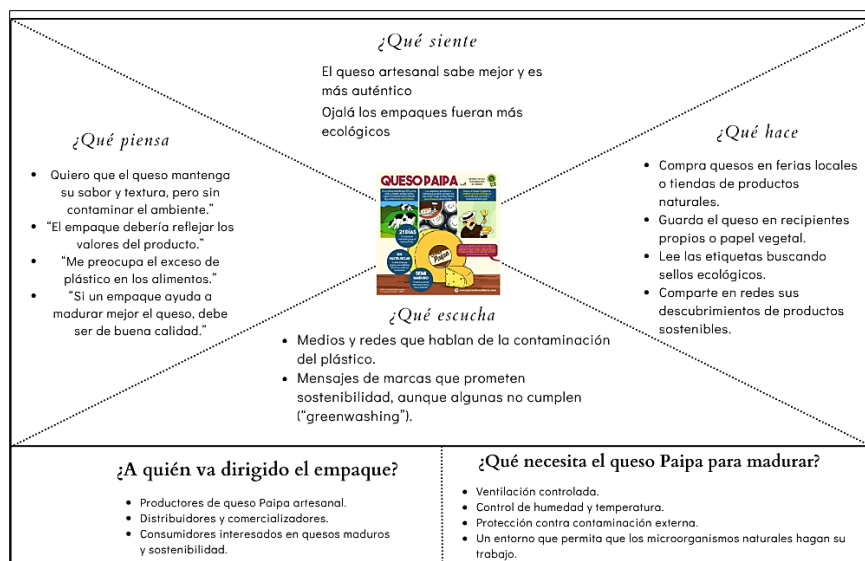 ¿Qué siente
El queso artesanal sabe mejor y es
más auténtico
Ojalá los empaques fueran más
ecológicos
¿Qué piensa
• Quiero que el queso mantenga
su sabor y textura, pero sin
contaminar el ambiente.”
• “El empaque debería reflejar los
valores del producto.”
• “Me preocupa el exceso de
plástico en los alimentos.”
• “Si un empaque ayuda a
madurar mejor el queso, debe
ser de buena calidad.”
QUESO PAIPA
21 DÍAS
Paipa
¿Qué hace
• Compra quesos en ferias locales
o tiendas de productos
naturales.
• Guarda el queso en recipientes
propios o papel vegetal.
• Lee las etiquetas buscando
sellos ecológicos.
• Comparte en redes sus
descubrimientos de productos
sostenibles.
¿Qué escucha
• Medios y redes que hablan de la contaminación
del plástico.
• Mensajes de marcas que prometen
sostenibilidad, aunque algunas no cumplen
(“greenwashing”).
¿A quién va dirigido el empaque?
• Productores de queso Paipa artesanal.
• Distribuidores y comercializadores.
• Consumidores interesados en quesos maduros
y sostenibilidad.
¿Qué necesita el queso Paipa para madurar?
• Ventilación controlada.
• Control de humedad y temperatura.
• Protección contra contaminación externa.
• Un entorno que permita que los microorganismos naturales hagan su
trabajo.